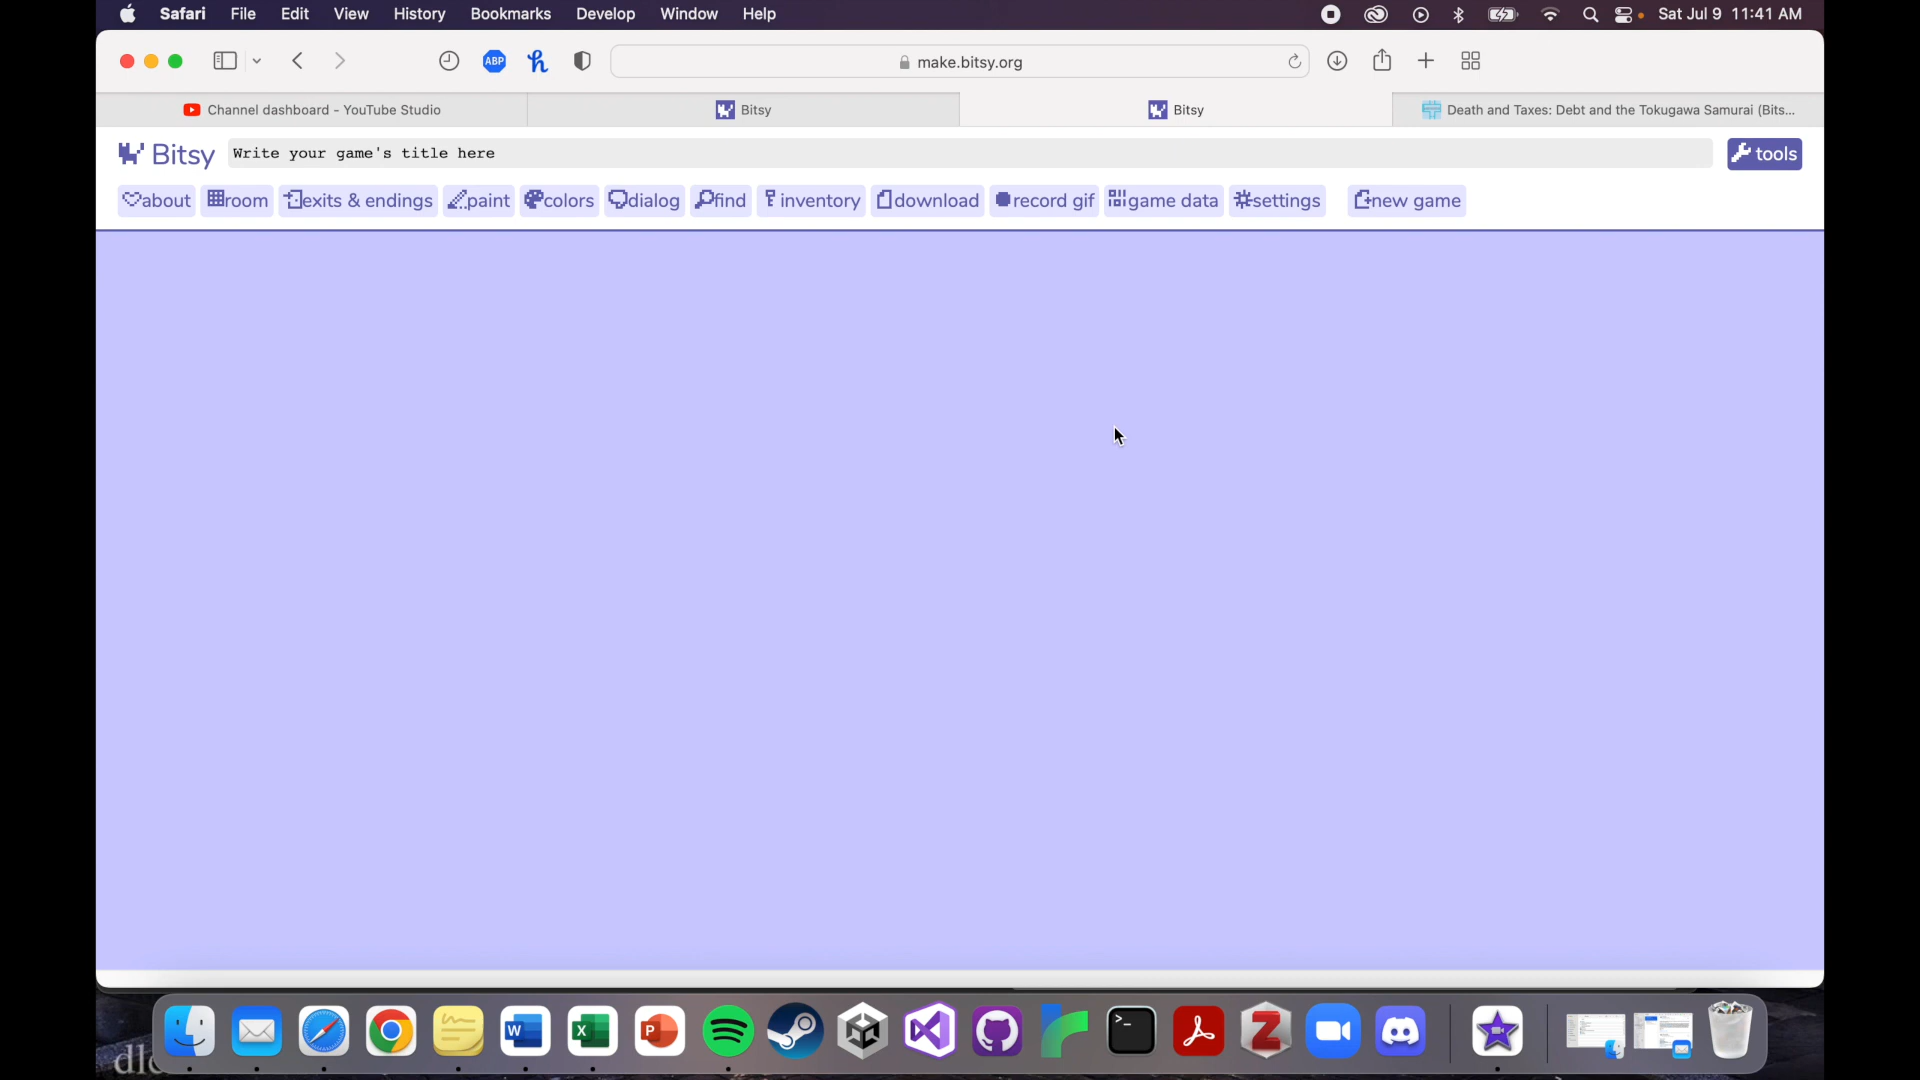 Safari File Edit View History Bookmarks Develop Window Help Sat Jul 9 11:41 AM
ABP make.bitsy.org
Channel dashboard - YouTube Studio Bitsy Bitsy Death and Taxes: Debt and the Tokugawa Samurai (Bits...
Bitsy Write your game's title here tools
about room exits & endings paint colors dialog find inventory download record gif game data settings new game